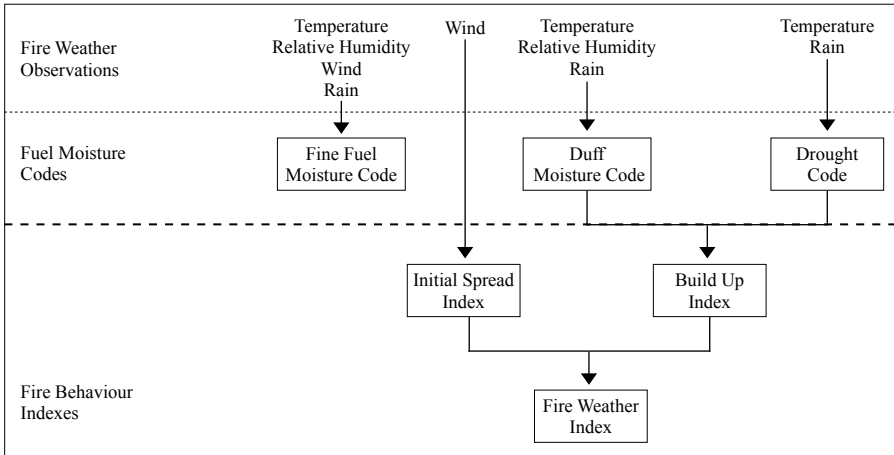 Fire Weather
Observations
Temperature
Relative Humidity
Wind
Rain
Wind
Temperature
Relative Humidity
Rain
Temperature
Rain
Fuel Moisture
Codes
Fine Fuel
Moisture Code
Duff
Moisture Code
Drought
Code
Initial Spread
Index
Build Up
Index
Fire Behaviour
Indexes
Fire Weather
Index